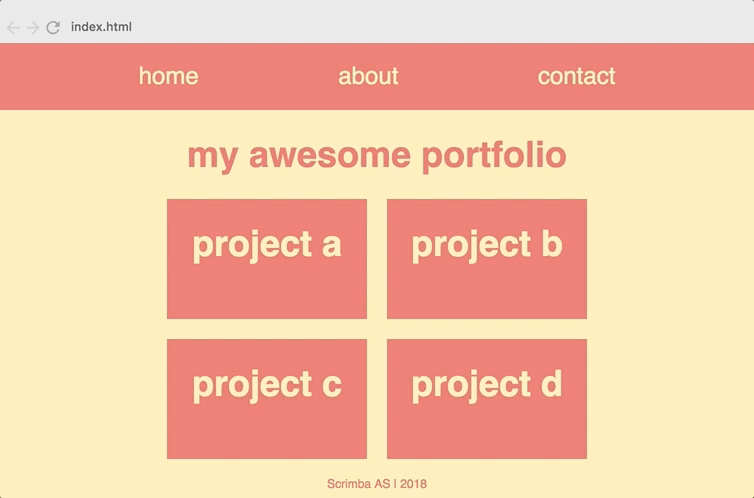 index.html
home about contact
my awesome portfolio
project a project b
project c project d
Scrimba AS | 2018